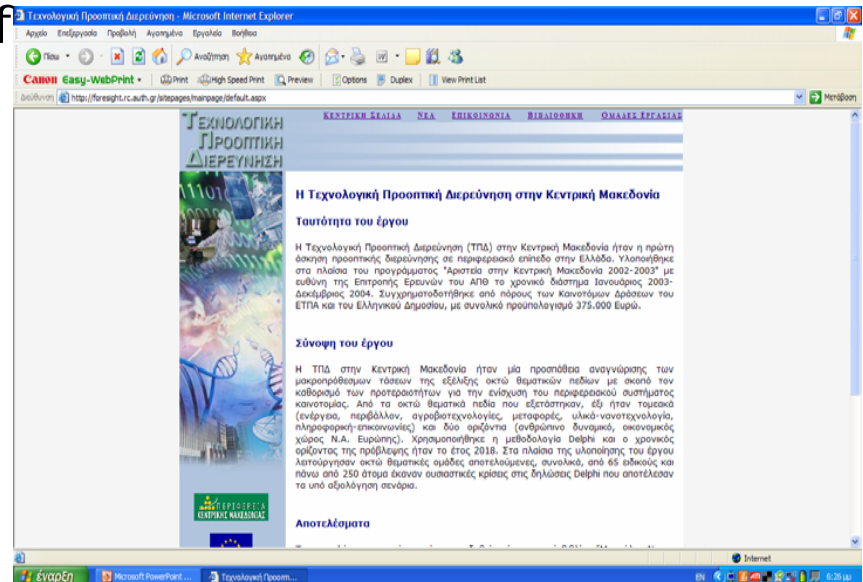 f
Τεχνολογική Προοπτική Διερεύνηση - Microsoft Internet Explorer
Αρχείο Επεξεργασία Προβολή Αγαπημένα Εργαλεία Βοήθεια
Πίσω Αναζήτηση Αγαπημένα
Canon Easy-WebPrint Print High Speed Print Preview Options Duplex View Print List
Διεύθυνση http://foresight.rc.auth.gr/sitepages/mainpage/default.aspx Μετάβαση
ΤΕΧΝΟΛΟΓΙΚΗ
ΠΡΟΟΠΤΙΚΗ
ΔΙΕΡΕΥΝΗΣΗ
ΚΕΝΤΡΙΚΗ ΣΕΛΙΔΑ ΝΕΑ ΕΠΙΚΟΙΝΩΝΙΑ ΒΙΒΛΙΟΘΗΚΗ ΟΜΑΔΕΣ ΕΡΓΑΣΙΑΣ
Η Τεχνολογική Προοπτική Διερεύνηση στην Κεντρική Μακεδονία
Ταυτότητα του έργου
Η Τεχνολογική Προοπτική Διερεύνηση (ΤΠΔ) στην Κεντρική Μακεδονία ήταν η πρώτη
άσκηση προοπτικής διερεύνησης σε περιφερειακό επίπεδο στην Ελλάδα. Υλοποιήθηκε
στα πλαίσια του προγράμματος "Αριστεία στην Κεντρική Μακεδονία 2002-2003" με
ευθύνη της Επιτροπής Ερευνών του ΑΠΘ το χρονικό διάστημα Ιανουάριος 2003-
Δεκέμβριος 2004. Συγχρηματοδοτήθηκε από πόρους των Καινοτόμων Δράσεων του
ΕΤΠΑ και του Ελληνικού Δημοσίου, με συνολικό προϋπολογισμό 375.000 Ευρώ.
Σύνοψη του έργου
Η ΤΠΔ στην Κεντρική Μακεδονία ήταν μία προσπάθεια αναγνώρισης των
μακροπρόθεσμων τάσεων της εξέλιξης οκτώ θεματικών πεδίων με σκοπό τον
καθορισμό των προτεραιοτήτων για την ενίσχυση του περιφερειακού συστήματος
καινοτομίας. Από τα οκτώ θεματικά πεδία που εξετάστηκαν, έξι ήταν τομεακά
(ενέργεια, περιβάλλον, αγροβιοτεχνολογίες, μεταφορές, υλικά-νανοτεχνολογία,
πληροφορική-επικοινωνίες) και δύο οριζόντια (ανθρώπινο δυναμικό, οικονομικός
χώρος Ν.Α. Ευρώπης). Χρησιμοποιήθηκε η μεθοδολογία Delphi και ο χρονικός
ορίζοντας της πρόβλεψης ήταν το έτος 2018. Στα πλαίσια της υλοποίησης του έργου
λειτούργησαν οκτώ θεματικές ομάδες αποτελούμενες, συνολικά, από 65 ειδικούς και
πάνω από 250 άτομα έκαναν ουσιαστικές κρίσεις στις δηλώσεις Delphi που αποτέλεσαν
τα υπό αξιολόγηση σενάρια.
ΠΕΡΙΦΕΡΕΙΑ
ΚΕΝΤΡΙΚΗΣ ΜΑΚΕΔΟΝΙΑΣ
Αποτελέσματα
Internet
έναρξη Microsoft PowerPoint ... Τεχνολογική Προοπτ... EN 6:26 μμ